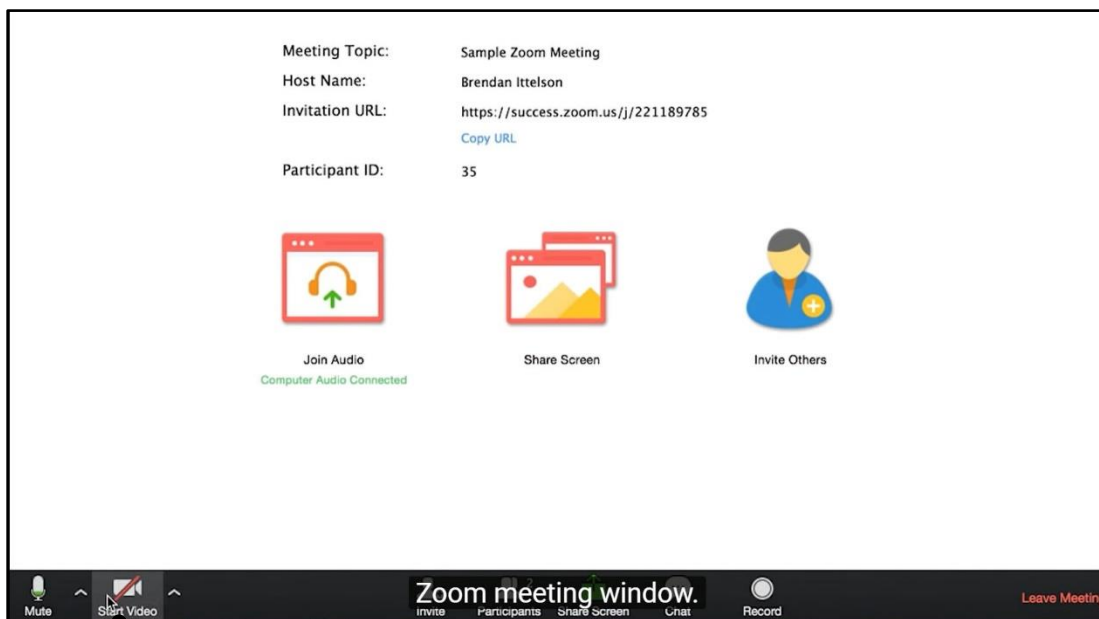 Meeting Topic: Sample Zoom Meeting
Host Name: Brendan Ittelson
Invitation URL: https://success.zoom.us/j/221189785
Copy URL
Participant ID: 35
Join Audio Share Screen Invite Others
Computer Audio Connected
Zoom meeting window.
2
Mute Start Video Invite Participants Share Screen Chat Record Leave Meetin